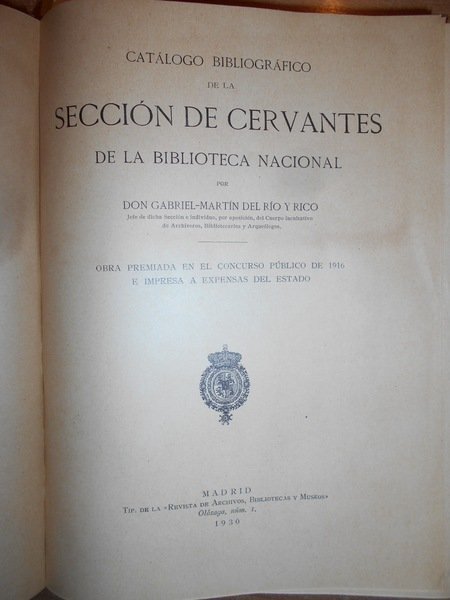 CATÁLOGO BIBLIOGRÁFICO
DE LA
SECCIÓN DE CERVANTES
DE LA BIBLIOTECA NACIONAL
POR
DON GABRIEL-MARTÍN DEL RÍO Y RICO
Jefe de dicha Sección e individuo, por oposición, del Cuerpo facultativo
de Archiveros, Bibliotecarios y Arqueólogos.
OBRA PREMIADA EN EL CONCURSO PÚBLICO DE 1916
E IMPRESA A EXPENSAS DEL ESTADO
MADRID
TIP. DE LA «REVISTA DE ARCHIVOS, BIBLIOTECAS Y MUSEOS»
Olózaga, núm. 1.
1930